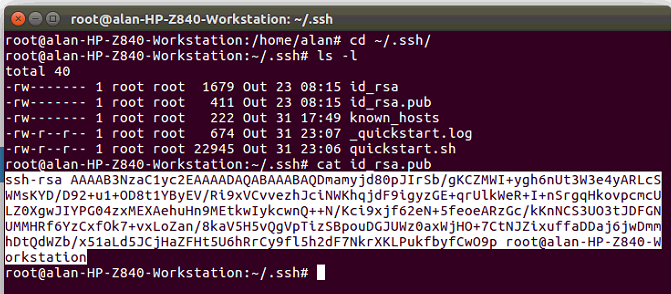 root@alan-HP-Z840-Workstation: ~/.ssh
root@alan-HP-Z840-Workstation:/home/alan# cd ~/.ssh/
root@alan-HP-Z840-Workstation:~/.ssh# ls -l
total 40
-rw------- 1 root root  1679 Out 23 08:15 id_rsa
-rw------- 1 root root   411 Out 23 08:15 id_rsa.pub
-rw------- 1 root root   222 Out 31 17:49 known_hosts
-rw-r--r-- 1 root root   674 Out 31 23:07 _quickstart.log
-rw-r--r-- 1 root root 22945 Out 31 23:06 quickstart.sh
root@alan-HP-Z840-Workstation:~/.ssh# cat id_rsa.pub
ssh-rsa AAAAB3NzaC1yc2EAAAADAQABAAABAQDmamyjd80pJIrSb/gKCZMWI+ygh6nUt3W3e4yARLcS
WMsKYD/D92+u1+OD8t1YByEV/Ri9xVCvvezhJciNWKhqjdF9igyzGE+qrUlkWeR+I+nSrgqHkovpcmcU
LZ0XgwJIYPG04zxMEXAehuHn9MEtkwIykcwnQ++N/Kci9xjf62eN+5feoeARzGc/kKnNCS3UO3tJDFGN
UMMHRf6YzCxfOk7+vxLoZan/8kaV5H5vQgVpTizSBpouDGJUWz0axWjHO+7CtNJZixuffaDDaj6jwDmm
hDtQdWZb/x51aLd5JCjHaZFHt5U6hRrCy9fl5h2dF7NkrXKLPukfbyfCwO9p root@alan-HP-Z840-W
orkstation
root@alan-HP-Z840-Workstation:~/.ssh#